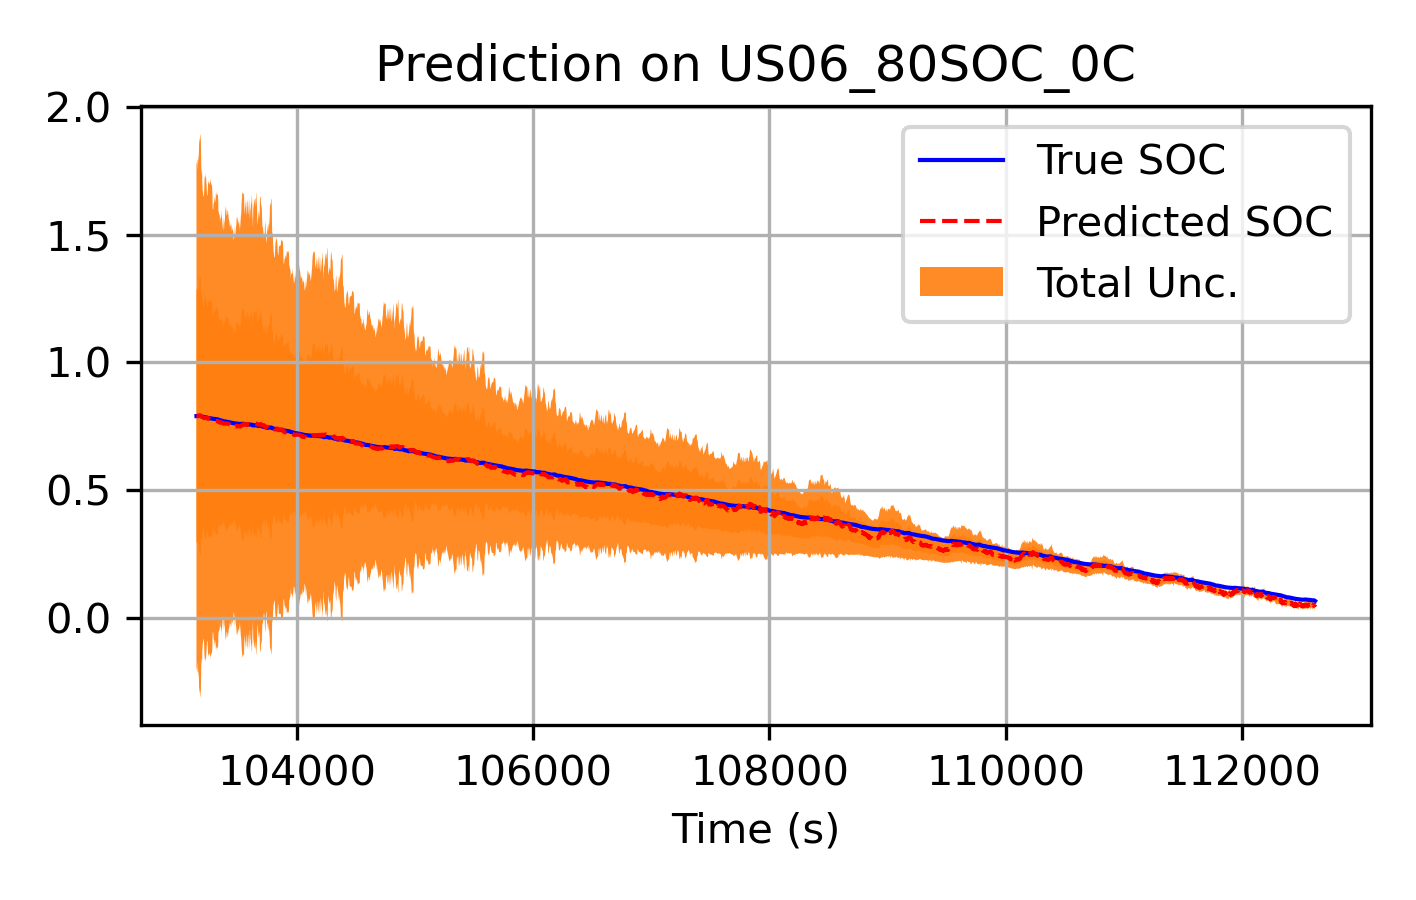 Prediction on US06_80SOC_0C
2.0
1.5
1.0
0.5
0.0
True SOC
Predicted SOC
Total Unc.
104000 106000 108000 110000 112000
Time (s)